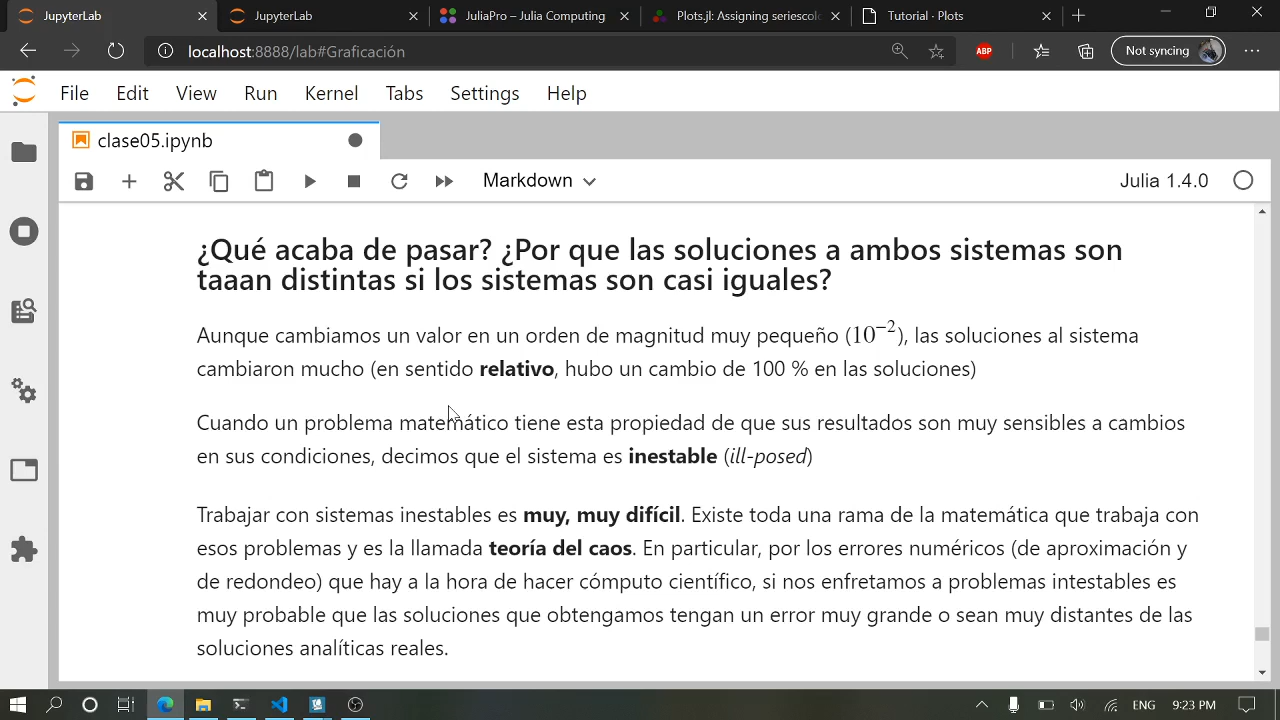 JupyterLab
JupyterLab
JuliaPro – Julia Computing
Plots.jl: Assigning seriescolo
Tutorial · Plots
localhost:8888/lab#Graficación
ABP
Not syncing
File Edit View Run Kernel Tabs Settings Help
clase05.ipynb
Markdown
Julia 1.4.0
¿Qué acaba de pasar? ¿Por que las soluciones a ambos sistemas son
taaan distintas si los sistemas son casi iguales?
Aunque cambiamos un valor en un orden de magnitud muy pequeño (10⁻²), las soluciones al sistema
cambiaron mucho (en sentido relativo, hubo un cambio de 100 % en las soluciones)
Cuando un problema matemático tiene esta propiedad de que sus resultados son muy sensibles a cambios
en sus condiciones, decimos que el sistema es inestable (ill-posed)
Trabajar con sistemas inestables es muy, muy difícil. Existe toda una rama de la matemática que trabaja con
esos problemas y es la llamada teoría del caos. En particular, por los errores numéricos (de aproximación y
de redondeo) que hay a la hora de hacer cómputo científico, si nos enfretamos a problemas intestables es
muy probable que las soluciones que obtengamos tengan un error muy grande o sean muy distantes de las
soluciones analíticas reales.
ENG
9:23 PM